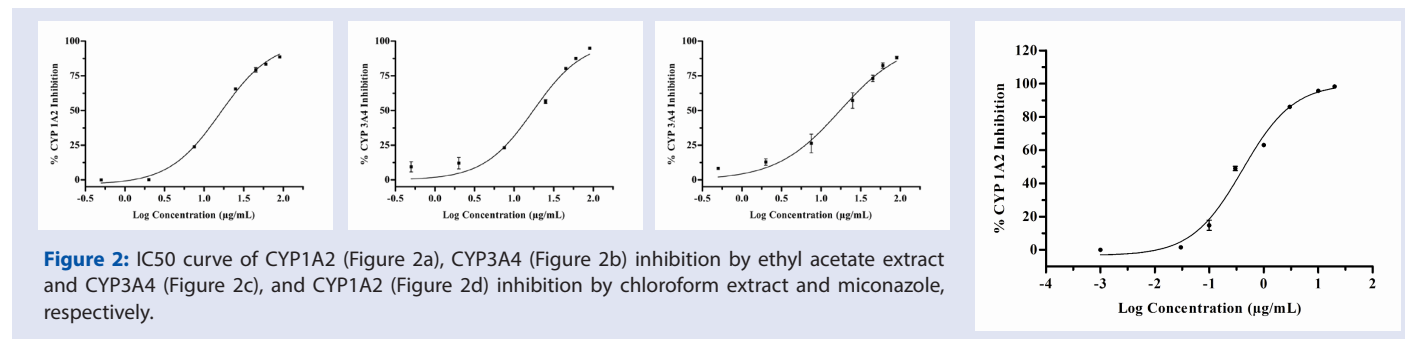 100
75
50
25
0
% CYP 1A2 Inhibition
-0.5 0.0 0.5 1.0 1.5 2.0
Log Concentration (µg/mL)
100
75
50
25
0
% CYP 3A4 Inhibition
-0.5 0.0 0.5 1.0 1.5 2.0
Log Concentration (µg/mL)
100
75
50
25
0
% CYP 3A4 Inhibition
-0.5 0.0 0.5 1.0 1.5 2.0
Log Concentration (µg/mL)
120
100
80
60
40
20
0
% CYP 1A2 Inhibition
-4 -3 -2 -1 0 1 2
Log Concentration (µg/mL)
Figure 2: IC50 curve of CYP1A2 (Figure 2a), CYP3A4 (Figure 2b) inhibition by ethyl acetate extract
and CYP3A4 (Figure 2c), and CYP1A2 (Figure 2d) inhibition by chloroform extract and miconazole,
respectively.